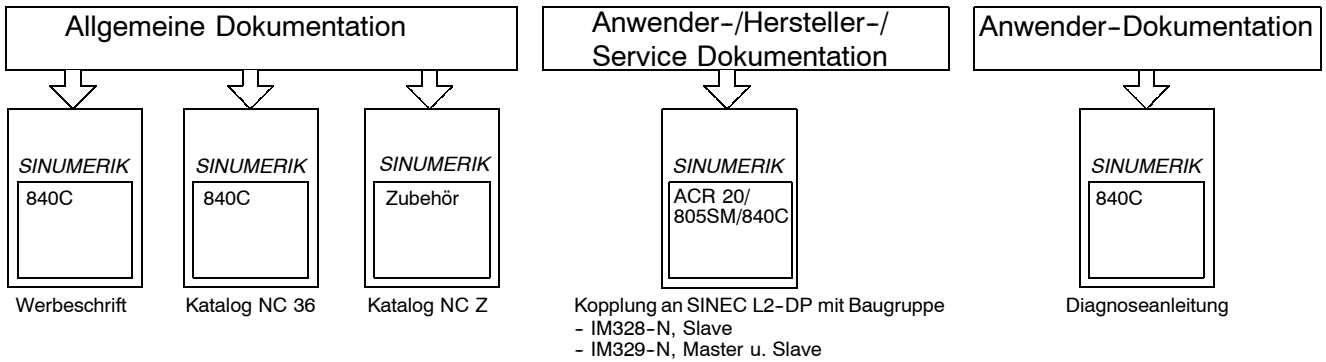 Allgemeine Dokumentation
Anwender-/Hersteller-/
Service Dokumentation
Anwender-Dokumentation
SINUMERIK
840C
Werbeschrift
SINUMERIK
840C
Katalog NC 36
SINUMERIK
Zubehör
Katalog NC Z
SINUMERIK
ACR 20/
805SM/840C
Kopplung an SINEC L2-DP mit Baugruppe
- IM328-N, Slave
- IM329-N, Master u. Slave
SINUMERIK
840C
Diagnoseanleitung